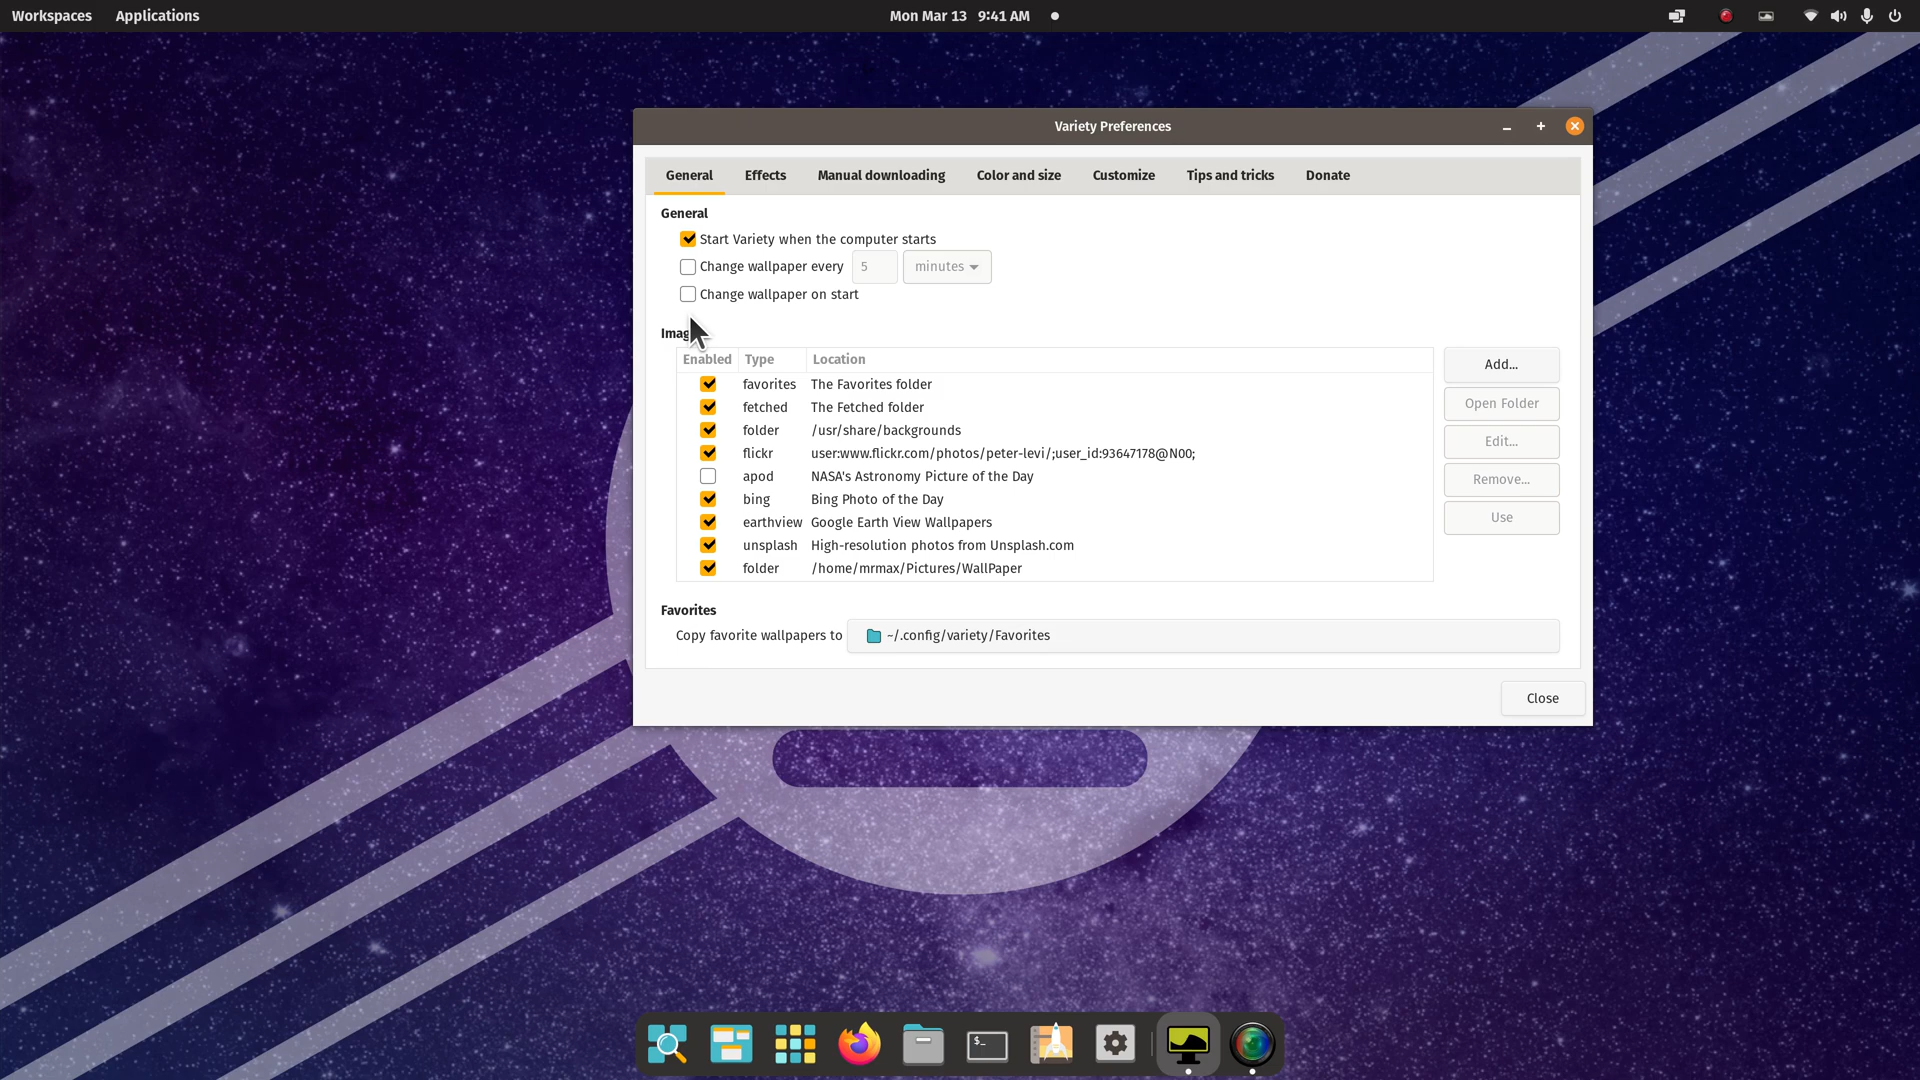 Workspaces Applications Mon Mar 13 9:41 AM
Variety Preferences
General Effects Manual downloading Color and size Customize Tips and tricks Donate
General
Start Variety when the computer starts
Change wallpaper every 5 minutes
Change wallpaper on start
Enabled Type Location
favorites The Favorites folder
fetched The Fetched folder
folder /usr/share/backgrounds
flickr user:www.flickr.com/photos/peter-levi/;user_id:93647178@N00;
apod NASA's Astronomy Picture of the Day
bing Bing Photo of the Day
earthview Google Earth View Wallpapers
unsplash High-resolution photos from Unsplash.com
folder /home/mrmax/Pictures/WallPaper
Add...
Open Folder
Edit...
Remove...
Use
Favorites
Copy favorite wallpapers to ~/.config/variety/Favorites
Close
$_